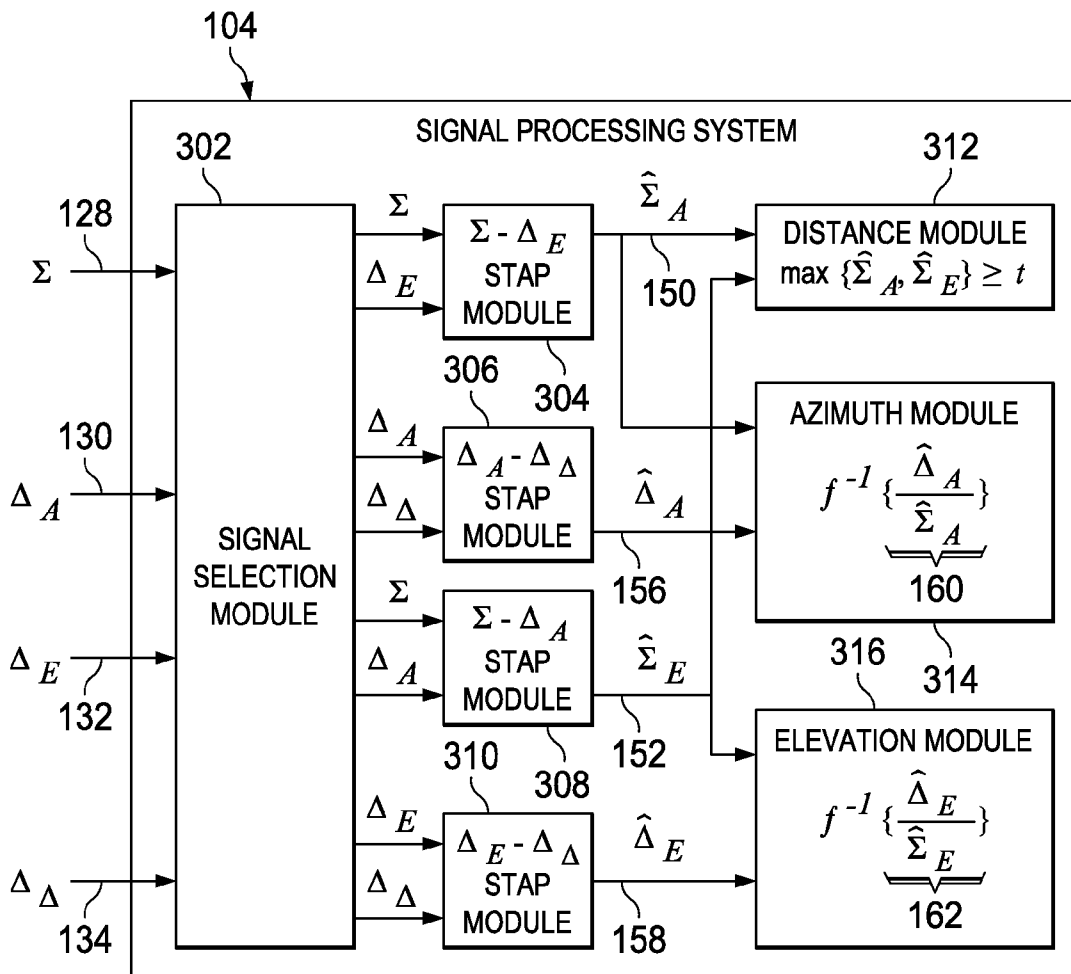 104
SIGNAL PROCESSING SYSTEM
302
312
128
Σ
Σ
Σ - Δ_E
STAP
MODULE
Δ_E
304
Σ̂_A
150
DISTANCE MODULE
max {Σ̂_A, Σ̂_E} ≥ t
306
130
Δ_A
SIGNAL
SELECTION
MODULE
Δ_A
Δ_Δ
Δ_A - Δ_Δ
STAP
MODULE
Δ̂_A
156
AZIMUTH MODULE
f⁻¹ {Δ̂_A / Σ̂_A}
160
314
Δ_E
132
Σ
Δ_A
Σ - Δ_A
STAP
MODULE
308
Σ̂_E
152
316
310
Δ_Δ
134
Δ_E
Δ_Δ
Δ_E - Δ_Δ
STAP
MODULE
Δ̂_E
158
ELEVATION MODULE
f⁻¹ {Δ̂_E / Σ̂_E}
162